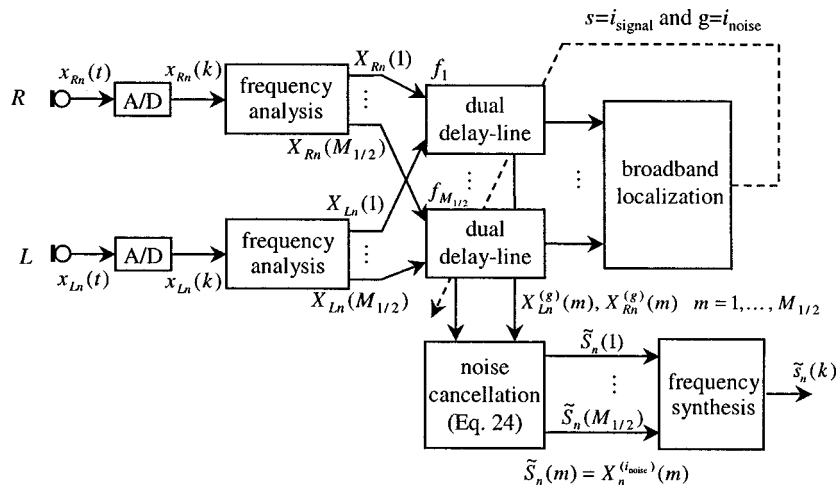 s=i_signal and g=i_noise
x_Rn(t) x_Rn(k) X_Rn(1) f_1
R A/D frequency analysis ⋮ dual delay-line
X_Rn(M_1/2)
broadband localization
X_Ln(1) ⋮ f_M_1/2 ⋮
L A/D frequency analysis ⋮ dual delay-line
x_Ln(t) x_Ln(k) X_Ln(M_1/2)
X_Ln^(g)(m), X_Rn^(g)(m) m = 1,..., M_1/2
noise cancellation (Eq. 24) S̃_n(1) ⋮ S̃_n(M_1/2) frequency synthesis s̃_n(k)
S̃_n(m) = X_n^(i_noise)(m)